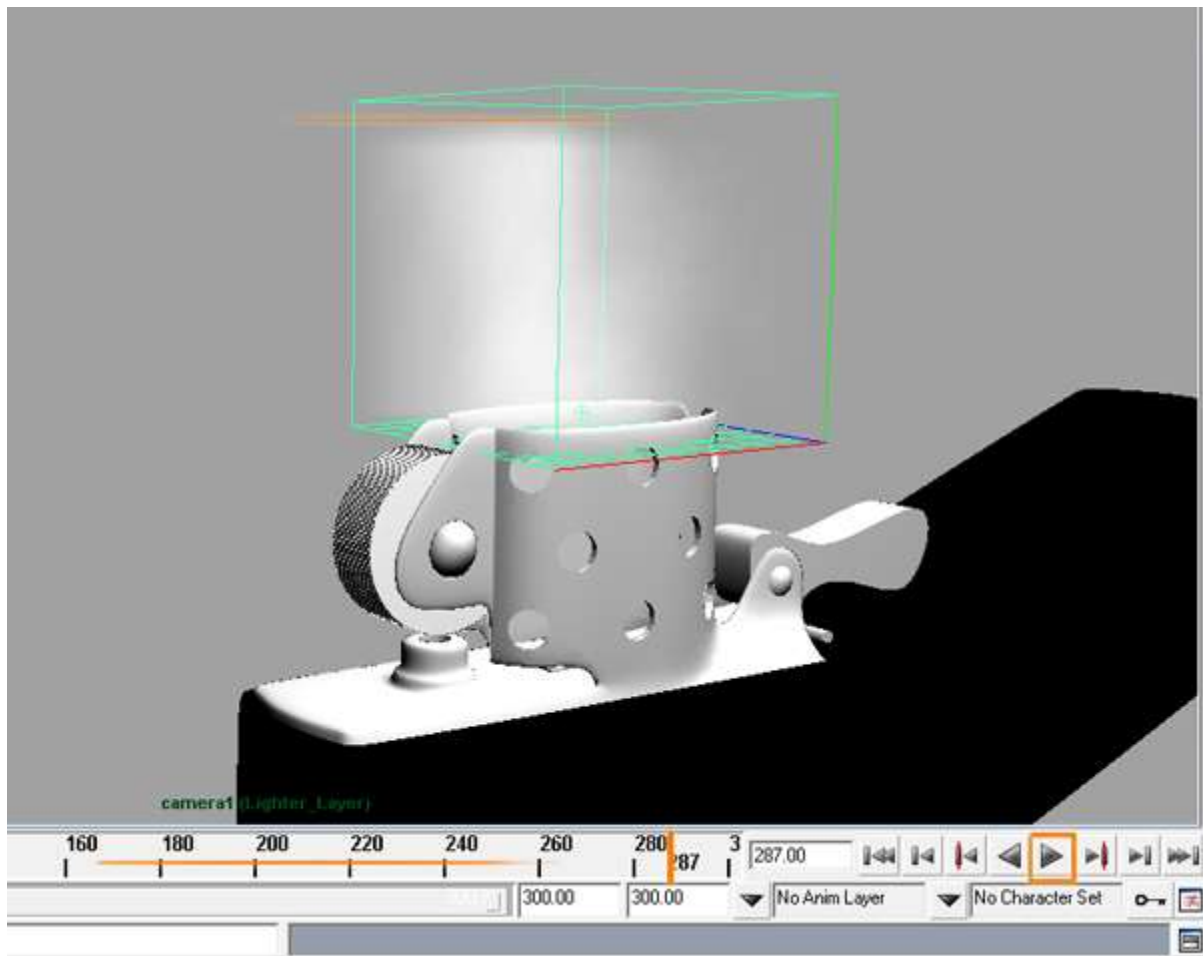 camera1 (Lighter_Layer)
160 180 200 220 240 260 280 287 3 287.00
300.00 300.00 No Anim Layer No Character Set